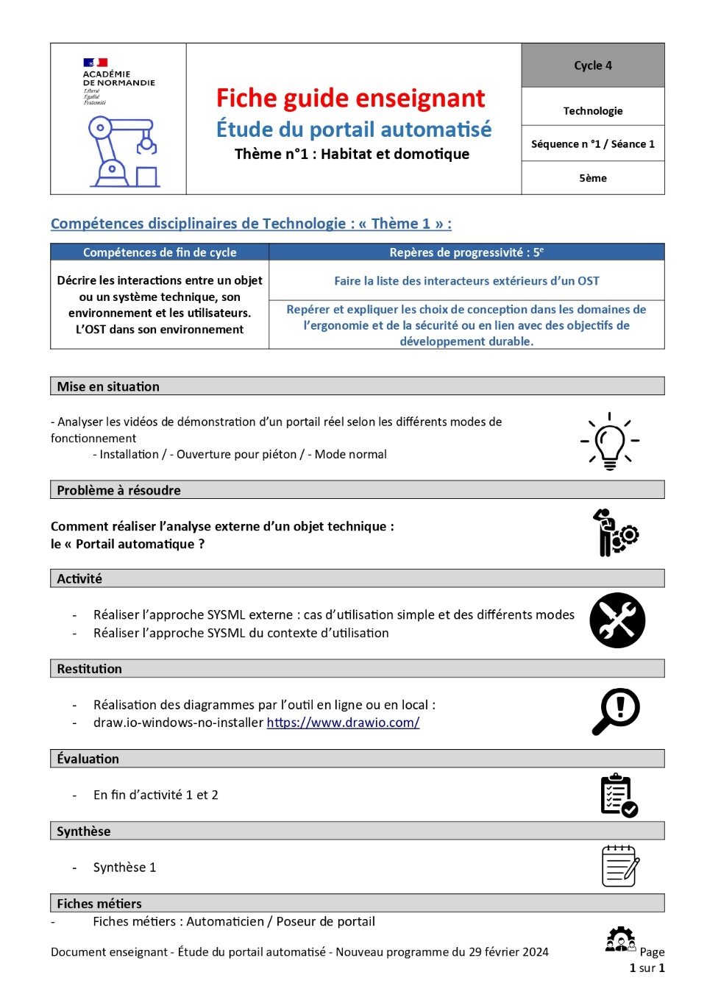 ACADÉMIE
DE NORMANDIE
Liberté
Égalité
Fraternité
Fiche guide enseignant
Étude du portail automatisé
Thème n°1 : Habitat et domotique
Cycle 4
Technologie
Séquence n °1 / Séance 1
5ème
Compétences disciplinaires de Technologie : « Thème 1 » :
Compétences de fin de cycle
Repères de progressivité : 5e
Décrire les interactions entre un objet
ou un système technique, son
environnement et les utilisateurs.
L’OST dans son environnement
Faire la liste des interacteurs extérieurs d’un OST
Repérer et expliquer les choix de conception dans les domaines de
l’ergonomie et de la sécurité ou en lien avec des objectifs de
développement durable.
Mise en situation
- Analyser les vidéos de démonstration d’un portail réel selon les différents modes de
fonctionnement
- Installation / - Ouverture pour piéton / - Mode normal
Problème à résoudre
Comment réaliser l’analyse externe d’un objet technique :
le « Portail automatique ?
Activité
- Réaliser l’approche SYSML externe : cas d’utilisation simple et des différents modes
- Réaliser l’approche SYSML du contexte d’utilisation
Restitution
- Réalisation des diagrammes par l’outil en ligne ou en local :
- draw.io-windows-no-installer https://www.drawio.com/
Évaluation
- En fin d’activité 1 et 2
Synthèse
- Synthèse 1
Fiches métiers
- Fiches métiers : Automaticien / Poseur de portail
Document enseignant - Étude du portail automatisé - Nouveau programme du 29 février 2024 Page
1 sur 1